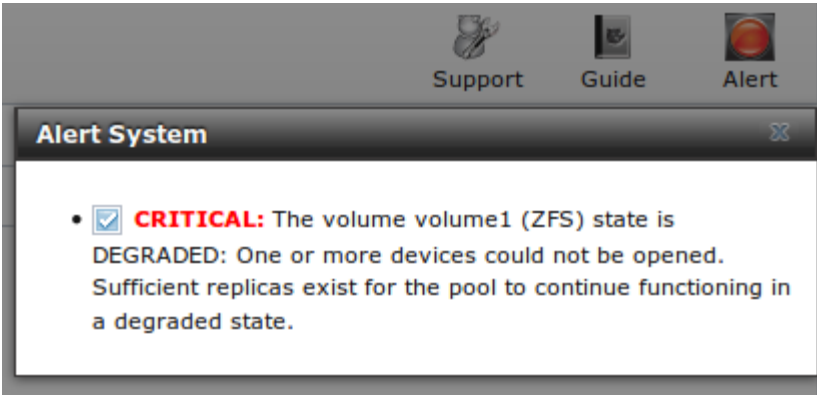 Support Guide Alert
Alert System
CRITICAL: The volume volume1 (ZFS) state is
DEGRADED: One or more devices could not be opened.
Sufficient replicas exist for the pool to continue functioning in
a degraded state.